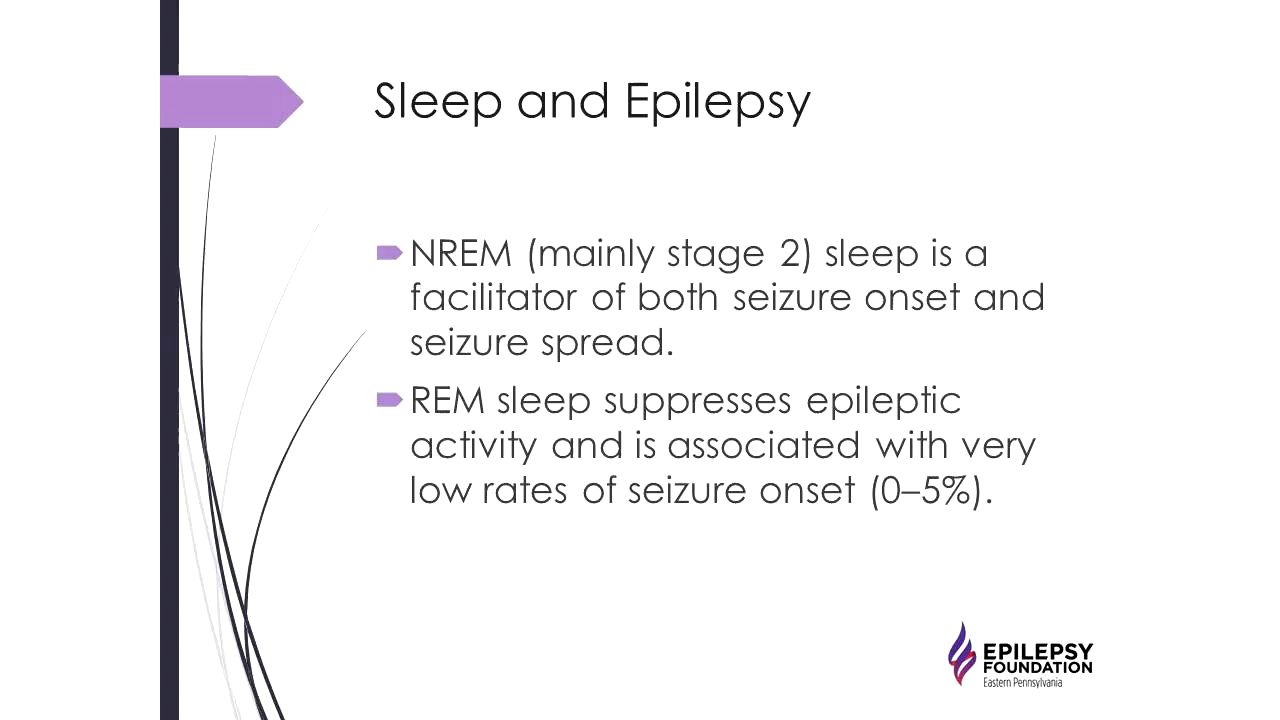 Sleep and Epilepsy
NREM (mainly stage 2) sleep is a
facilitator of both seizure onset and
seizure spread.
REM sleep suppresses epileptic
activity and is associated with very
low rates of seizure onset (0–5%).
EPILEPSY
FOUNDATION
Eastern Pennsylvania